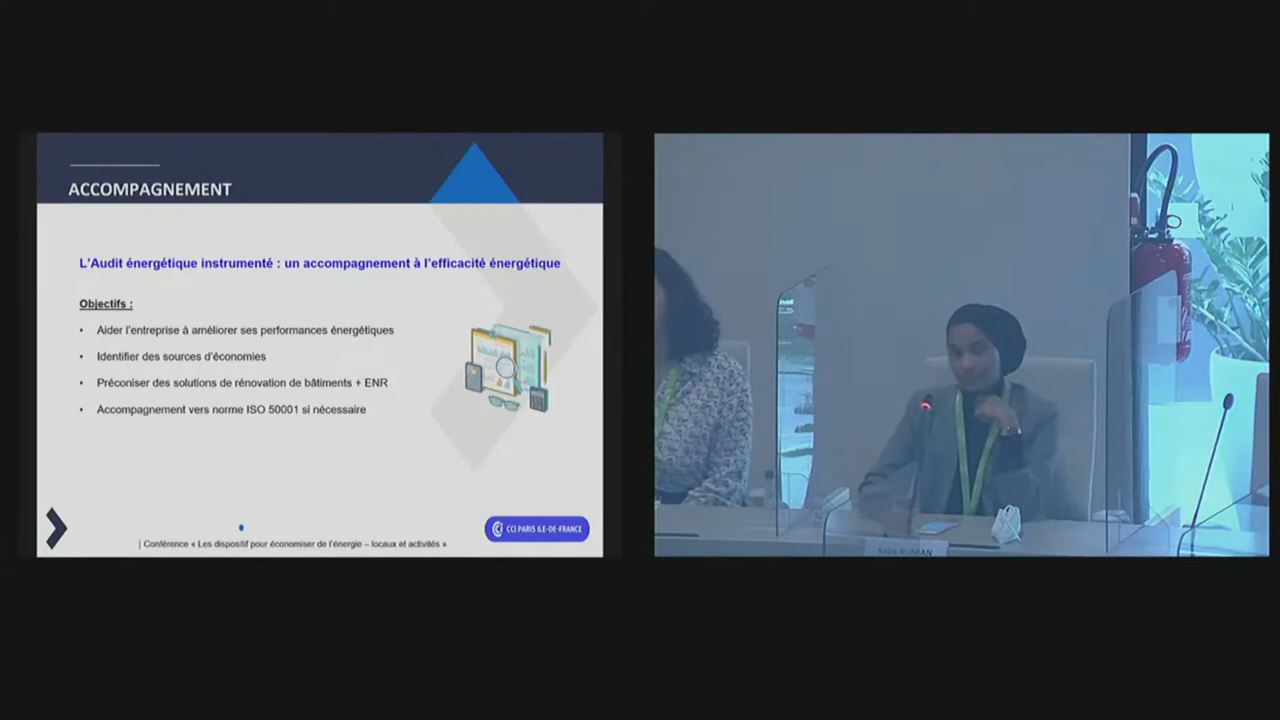 ACCOMPAGNEMENT
L'Audit énergétique instrumenté : un accompagnement à l'efficacité énergétique
Objectifs :
• Aider l'entreprise à améliorer ses performances énergétiques
• Identifier des sources d'économies
• Préconiser des solutions de rénovation de bâtiments + ENR
• Accompagnement vers norme ISO 50001 si nécessaire
CCI PARIS ILE-DE-FRANCE
| Conférence « Les dispositif pour économiser de l'énergie – locaux et activités »